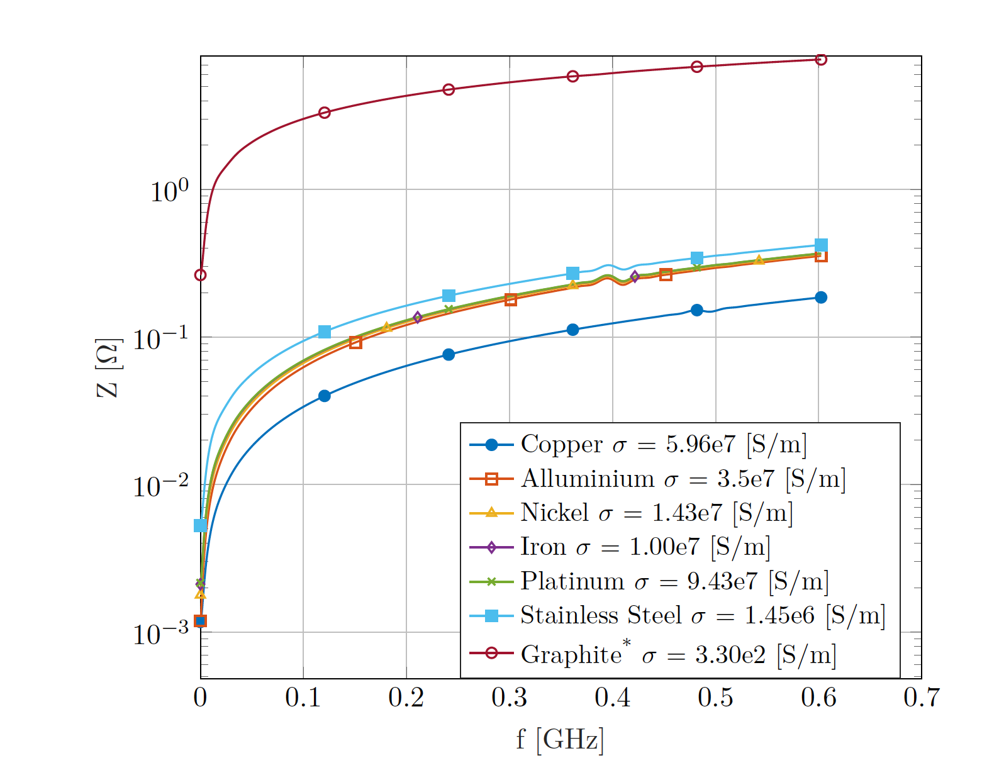 10⁰
10⁻¹
10⁻²
10⁻³
Z [Ω]
Copper σ = 5.96e7 [S/m]
Alluminium σ = 3.5e7 [S/m]
Nickel σ = 1.43e7 [S/m]
Iron σ = 1.00e7 [S/m]
Platinum σ = 9.43e7 [S/m]
Stainless Steel σ = 1.45e6 [S/m]
Graphite* σ = 3.30e2 [S/m]
0 0.1 0.2 0.3 0.4 0.5 0.6 0.7
f [GHz]